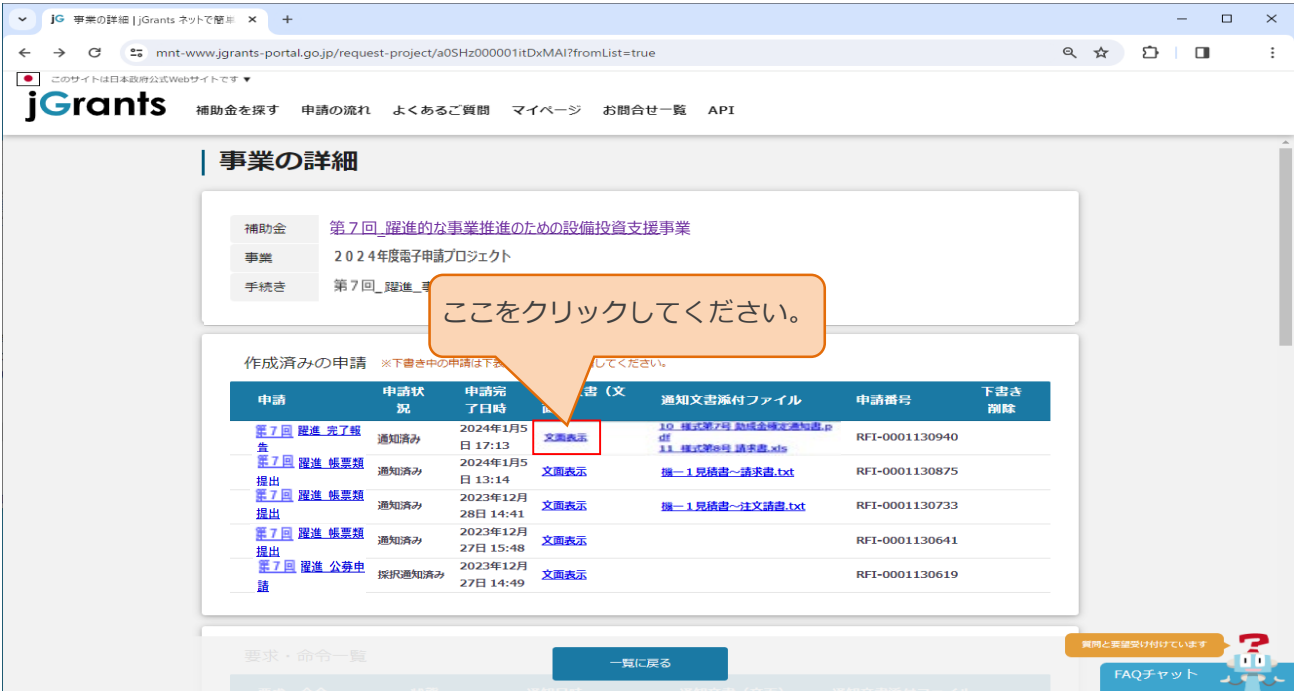 jG 事業の詳細 | jGrants ネットで簡単
mnt-www.jgrants-portal.go.jp/request-project/a0SHz000001itDxMAI?fromList=true
このサイトは日本政府公式Webサイトです ▼
jGrants 補助金を探す 申請の流れ よくあるご質問 マイページ お問合せ一覧 API
事業の詳細
補助金 第7回_躍進的な事業推進のための設備投資支援事業
事業 2024年度電子申請プロジェクト
手続き 第7回_躍進_事
ここをクリックしてください。
作成済みの申請 ※下書き中の申請は下表 してください。
申請 申請状況 申請完了日時 書（文 通知文書添付ファイル 申請番号 下書き削除
第7回 躍進 完了報告 通知済み 2024年1月5日 17:13 文面表示 10_様式第7号 助成金確定通知書.pdf RFI-0001130940
11_様式第8号 請求書.xls
第7回 躍進 帳票類提出 通知済み 2024年1月5日 13:14 文面表示 機ー1見積書～請求書.txt RFI-0001130875
第7回 躍進 帳票類提出 通知済み 2023年12月28日 14:41 文面表示 機ー1見積書～注文請書.txt RFI-0001130733
第7回 躍進 帳票類提出 通知済み 2023年12月27日 15:48 文面表示 RFI-0001130641
第7回 躍進 公募申請 採択通知済み 2023年12月27日 14:49 文面表示 RFI-0001130619
要求・命令一覧
一覧に戻る
質問と要望受け付けています
FAQチャット